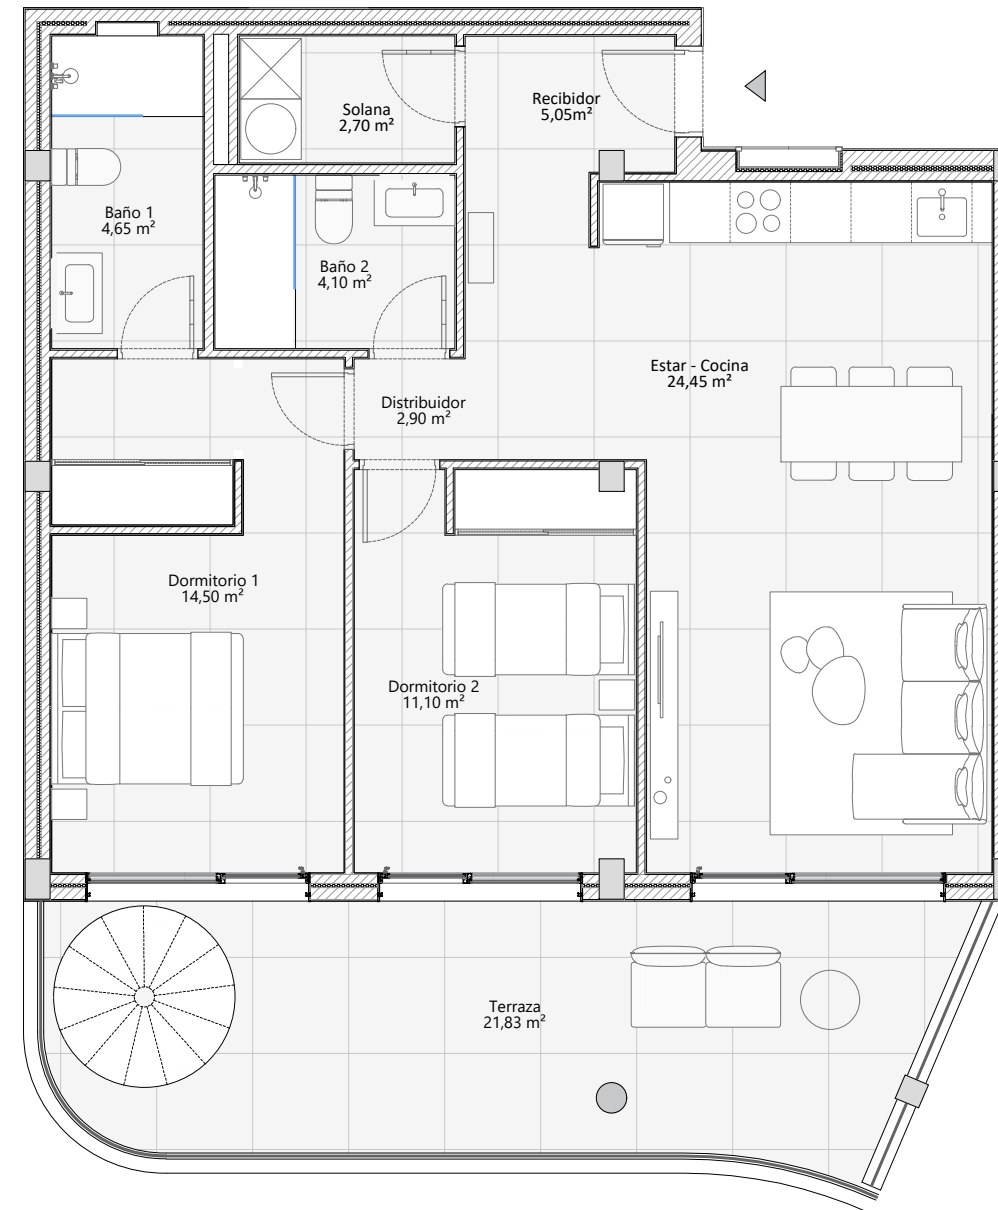 Solana
2,70 m²
Recibidor
5,05m²
Baño 1
4,65 m²
Baño 2
4,10 m²
Estar - Cocina
24,45 m²
Distribuidor
2,90 m²
Dormitorio 1
14,50 m²
Dormitorio 2
11,10 m²
Terraza
21,83 m²